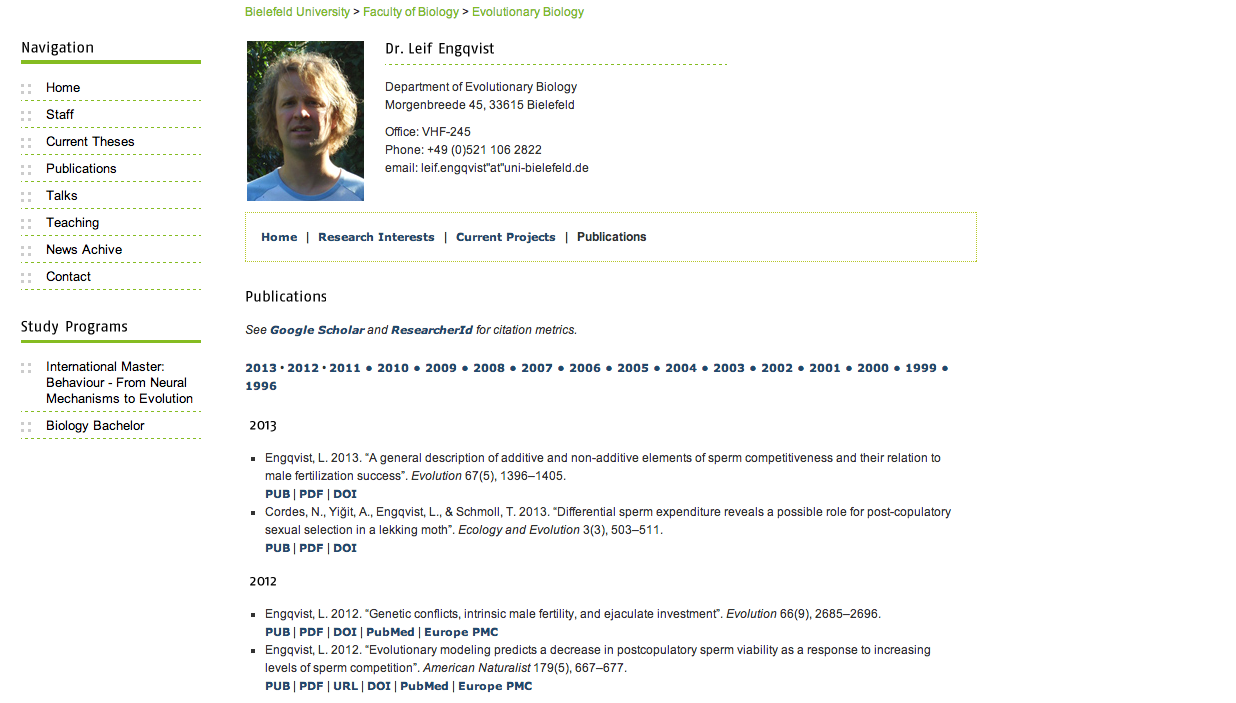 Bielefeld University > Faculty of Biology > Evolutionary Biology
Navigation
Home
Staff
Current Theses
Publications
Talks
Teaching
News Achive
Contact
Study Programs
International Master:
Behaviour - From Neural
Mechanisms to Evolution
Biology Bachelor
Dr. Leif Engqvist
Department of Evolutionary Biology
Morgenbreede 45, 33615 Bielefeld
Office: VHF-245
Phone: +49 (0)521 106 2822
email: leif.engqvist"at"uni-bielefeld.de
Home | Research Interests | Current Projects | Publications
Publications
See Google Scholar and ResearcherId for citation metrics.
2013 • 2012 • 2011 • 2010 • 2009 • 2008 • 2007 • 2006 • 2005 • 2004 • 2003 • 2002 • 2001 • 2000 • 1999 •
1996
2013
Engqvist, L. 2013. “A general description of additive and non-additive elements of sperm competitiveness and their relation to
male fertilization success”. Evolution 67(5), 1396–1405.
PUB | PDF | DOI
Cordes, N., Yiğit, A., Engqvist, L., & Schmoll, T. 2013. “Differential sperm expenditure reveals a possible role for post-copulatory
sexual selection in a lekking moth”. Ecology and Evolution 3(3), 503–511.
PUB | PDF | DOI
2012
Engqvist, L. 2012. “Genetic conflicts, intrinsic male fertility, and ejaculate investment”. Evolution 66(9), 2685–2696.
PUB | PDF | DOI | PubMed | Europe PMC
Engqvist, L. 2012. “Evolutionary modeling predicts a decrease in postcopulatory sperm viability as a response to increasing
levels of sperm competition”. American Naturalist 179(5), 667–677.
PUB | PDF | URL | DOI | PubMed | Europe PMC